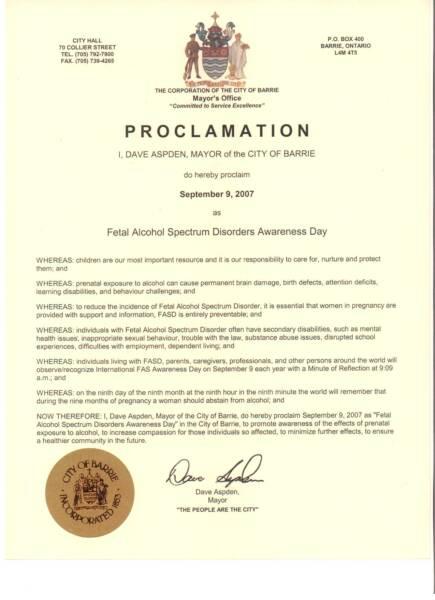 CITY HALL
70 COLLIER STREET
TEL. (705) 792-7900
FAX. (705) 739-4265
P.O. BOX 400
BARRIE, ONTARIO
L4M 4T5
THE CORPORATION OF THE CITY OF BARRIE
Mayor's Office
"Committed to Service Excellence"
PROCLAMATION
I, DAVE ASPDEN, MAYOR of the CITY OF BARRIE
do hereby proclaim
September 9, 2007
as
Fetal Alcohol Spectrum Disorders Awareness Day
WHEREAS: children are our most important resource and it is our responsibility to care for, nurture and protect
them; and
WHEREAS: prenatal exposure to alcohol can cause permanent brain damage, birth defects, attention deficits,
learning disabilities, and behaviour challenges; and
WHEREAS: to reduce the incidence of Fetal Alcohol Spectrum Disorder, it is essential that women in pregnancy are
provided with support and information, FASD is entirely preventable; and
WHEREAS: individuals with Fetal Alcohol Spectrum Disorder often have secondary disabilities, such as mental
health issues, inappropriate sexual behaviour, trouble with the law, substance abuse issues, disrupted school
experiences, difficulties with employment, dependent living; and
WHEREAS: individuals living with FASD, parents, caregivers, professionals, and other persons around the world will
observe/recognize International FAS Awareness Day on September 9 each year with a Minute of Reflection at 9:09
a.m.; and
WHEREAS: on the ninth day of the ninth month at the ninth hour in the ninth minute the world will remember that
during the nine months of pregnancy a woman should abstain from alcohol; and
NOW THEREFORE: I, Dave Aspden, Mayor of the City of Barrie, do hereby proclaim September 9, 2007 as "Fetal
Alcohol Spectrum Disorders Awareness Day" in the City of Barrie, to promote awareness of the effects of prenatal
exposure to alcohol, to increase compassion for those individuals so affected, to minimize further effects, to ensure
a healthier community in the future.
CITY OF BARRIE
INCORPORATED 1853
Dave Aspden
Dave Aspden,
Mayor
"THE PEOPLE ARE THE CITY"